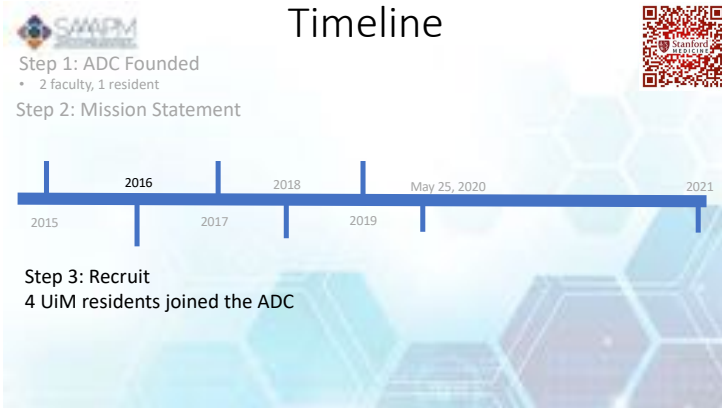 SMAPM
Timeline
Stanford
MEDICINE
Step 1: ADC Founded
• 2 faculty, 1 resident
Step 2: Mission Statement
2016
2018
May 25, 2020
2021
2015
2017
2019
Step 3: Recruit
4 UiM residents joined the ADC